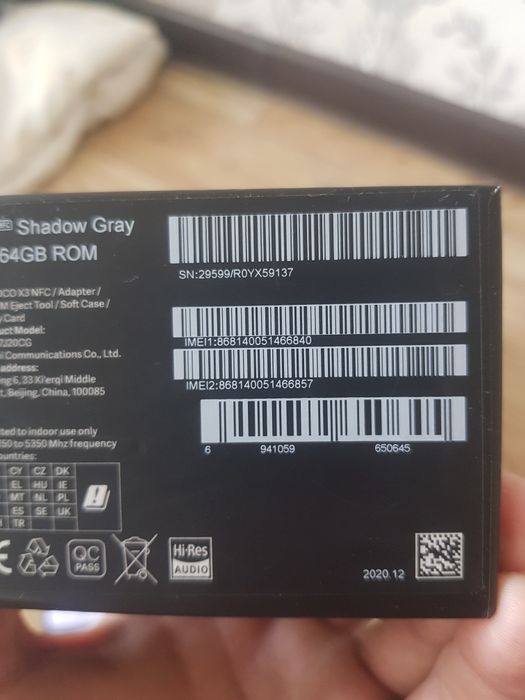 NFC Shadow Gray
64GB ROM
OCO X3 NFC / Adapter /
M Eject Tool / Soft Case /
Card
uct Model:
7J20CG
i Communications Co., Ltd.
address:
ng 6, 33 Xi'erqi Middle
t, Beijing, China, 100085
ted to indoor use only
150 to 5350 Mhz frequency
ountries:
CY CZ DK
EL HU IE
MT NL PL
ES SE UK
TR
SN:29599/R0YX59137
IMEI1:868140051466840
IMEI2:868140051466857
6 941059 650645
CE
QC
PASS
Hi-Res
AUDIO
2020.12